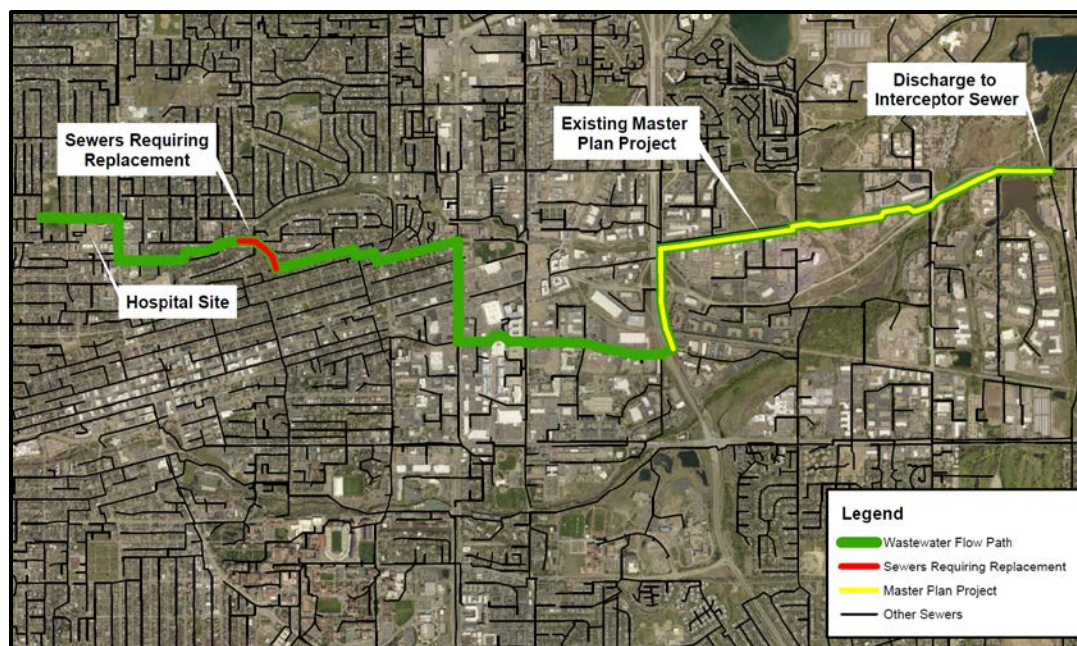 Discharge to
Interceptor Sewer
Existing Master
Plan Project
Sewers Requiring
Replacement
Hospital Site
Legend
Wastewater Flow Path
Sewers Requiring Replacement
Master Plan Project
Other Sewers